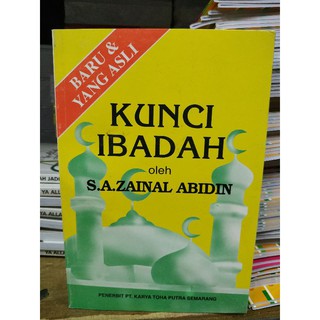 BARU &
YANG ASLI
KUNCI
IBADAH
oleh
S.A.ZAINAL ABIDIN
PENERBIT PT. KARYA TOHA PUTRA SEMARANG